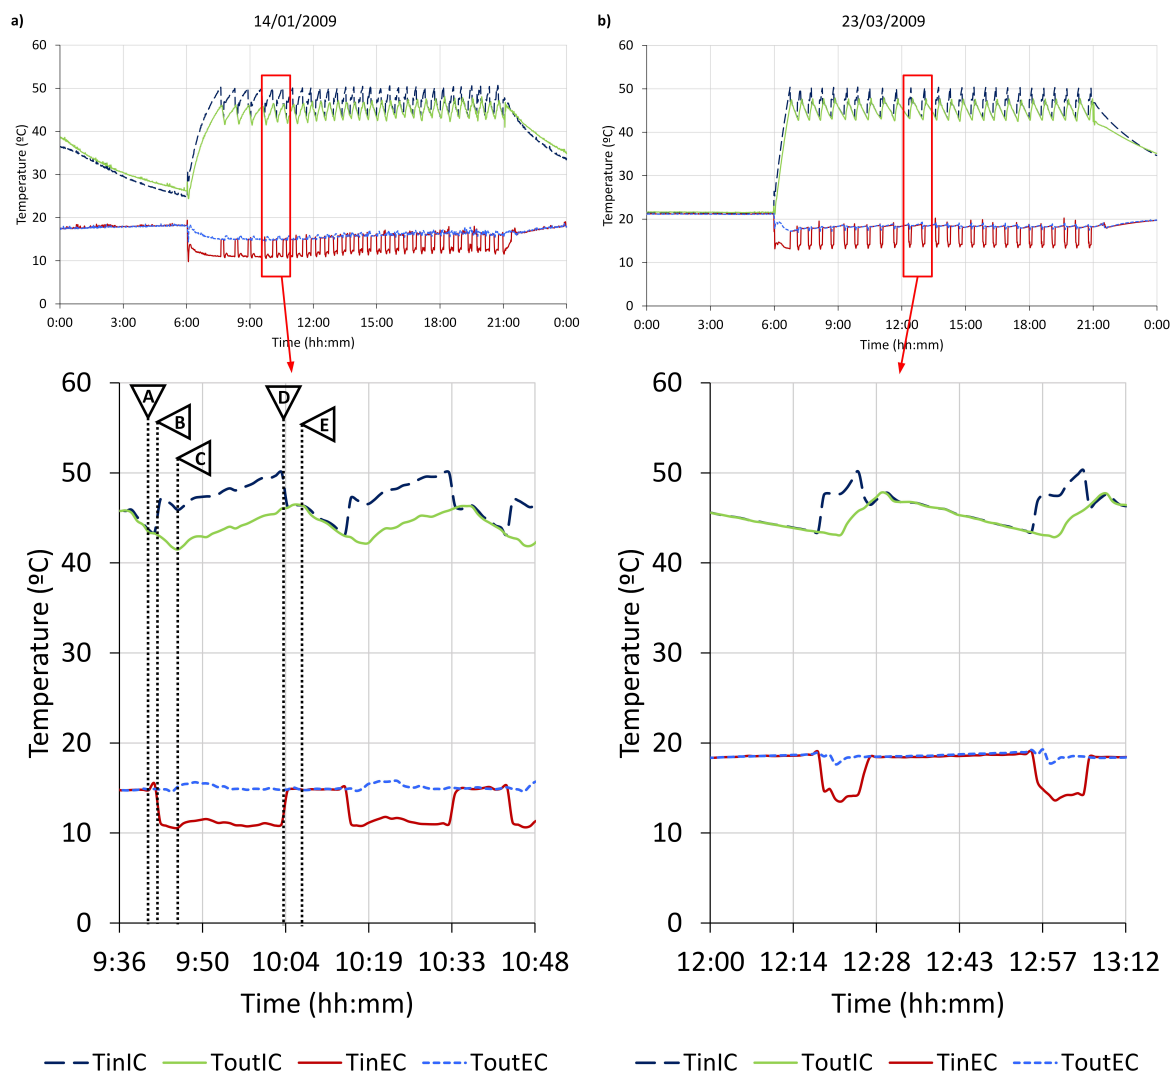 a)
14/01/2009
60
50
40
30
20
10
0
Temperature (ºC)
0:00 3:00 6:00 9:00 12:00 15:00 18:00 21:00 0:00
Time (hh:mm)
b)
23/03/2009
60
50
40
30
20
10
0
Temperature (ºC)
0:00 3:00 6:00 9:00 12:00 15:00 18:00 21:00 0:00
Time (hh:mm)
60
50
40
30
20
10
0
Temperature (ºC)
A
B
C
D
E
9:36 9:50 10:04 10:19 10:33 10:48
Time (hh:mm)
TinIC ToutIC TinEC ToutEC
60
50
40
30
20
10
0
Temperature (ºC)
12:00 12:14 12:28 12:43 12:57 13:12
Time (hh:mm)
TinIC ToutIC TinEC ToutEC